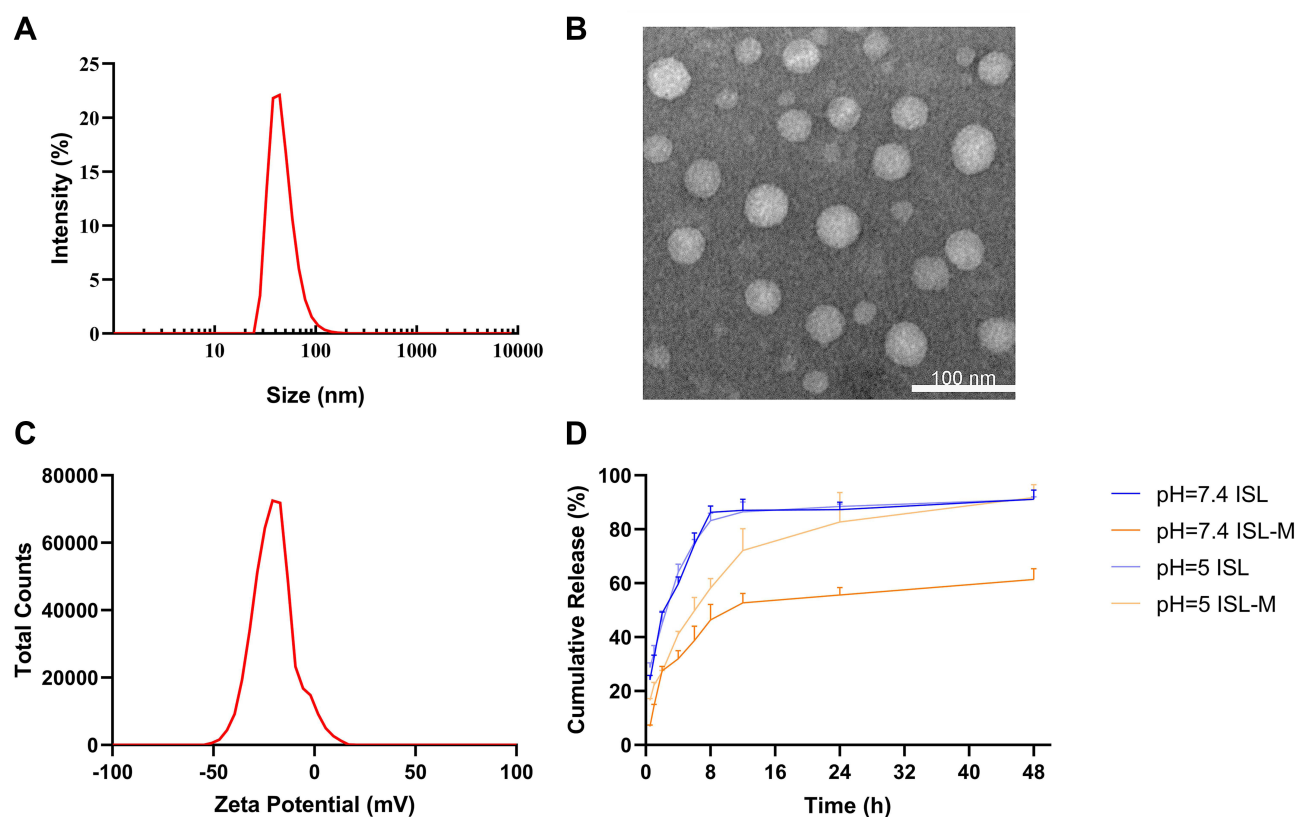 A
25
20
15
10
5
0
Intensity (%)
10 100 1000 10000
Size (nm)
B
100 nm
C
80000
60000
40000
20000
0
Total Counts
-100 -50 0 50 100
Zeta Potential (mV)
D
100
80
60
40
20
0
Cumulative Release (%)
0 8 16 24 32 40 48
Time (h)
pH=7.4 ISL
pH=7.4 ISL-M
pH=5 ISL
pH=5 ISL-M